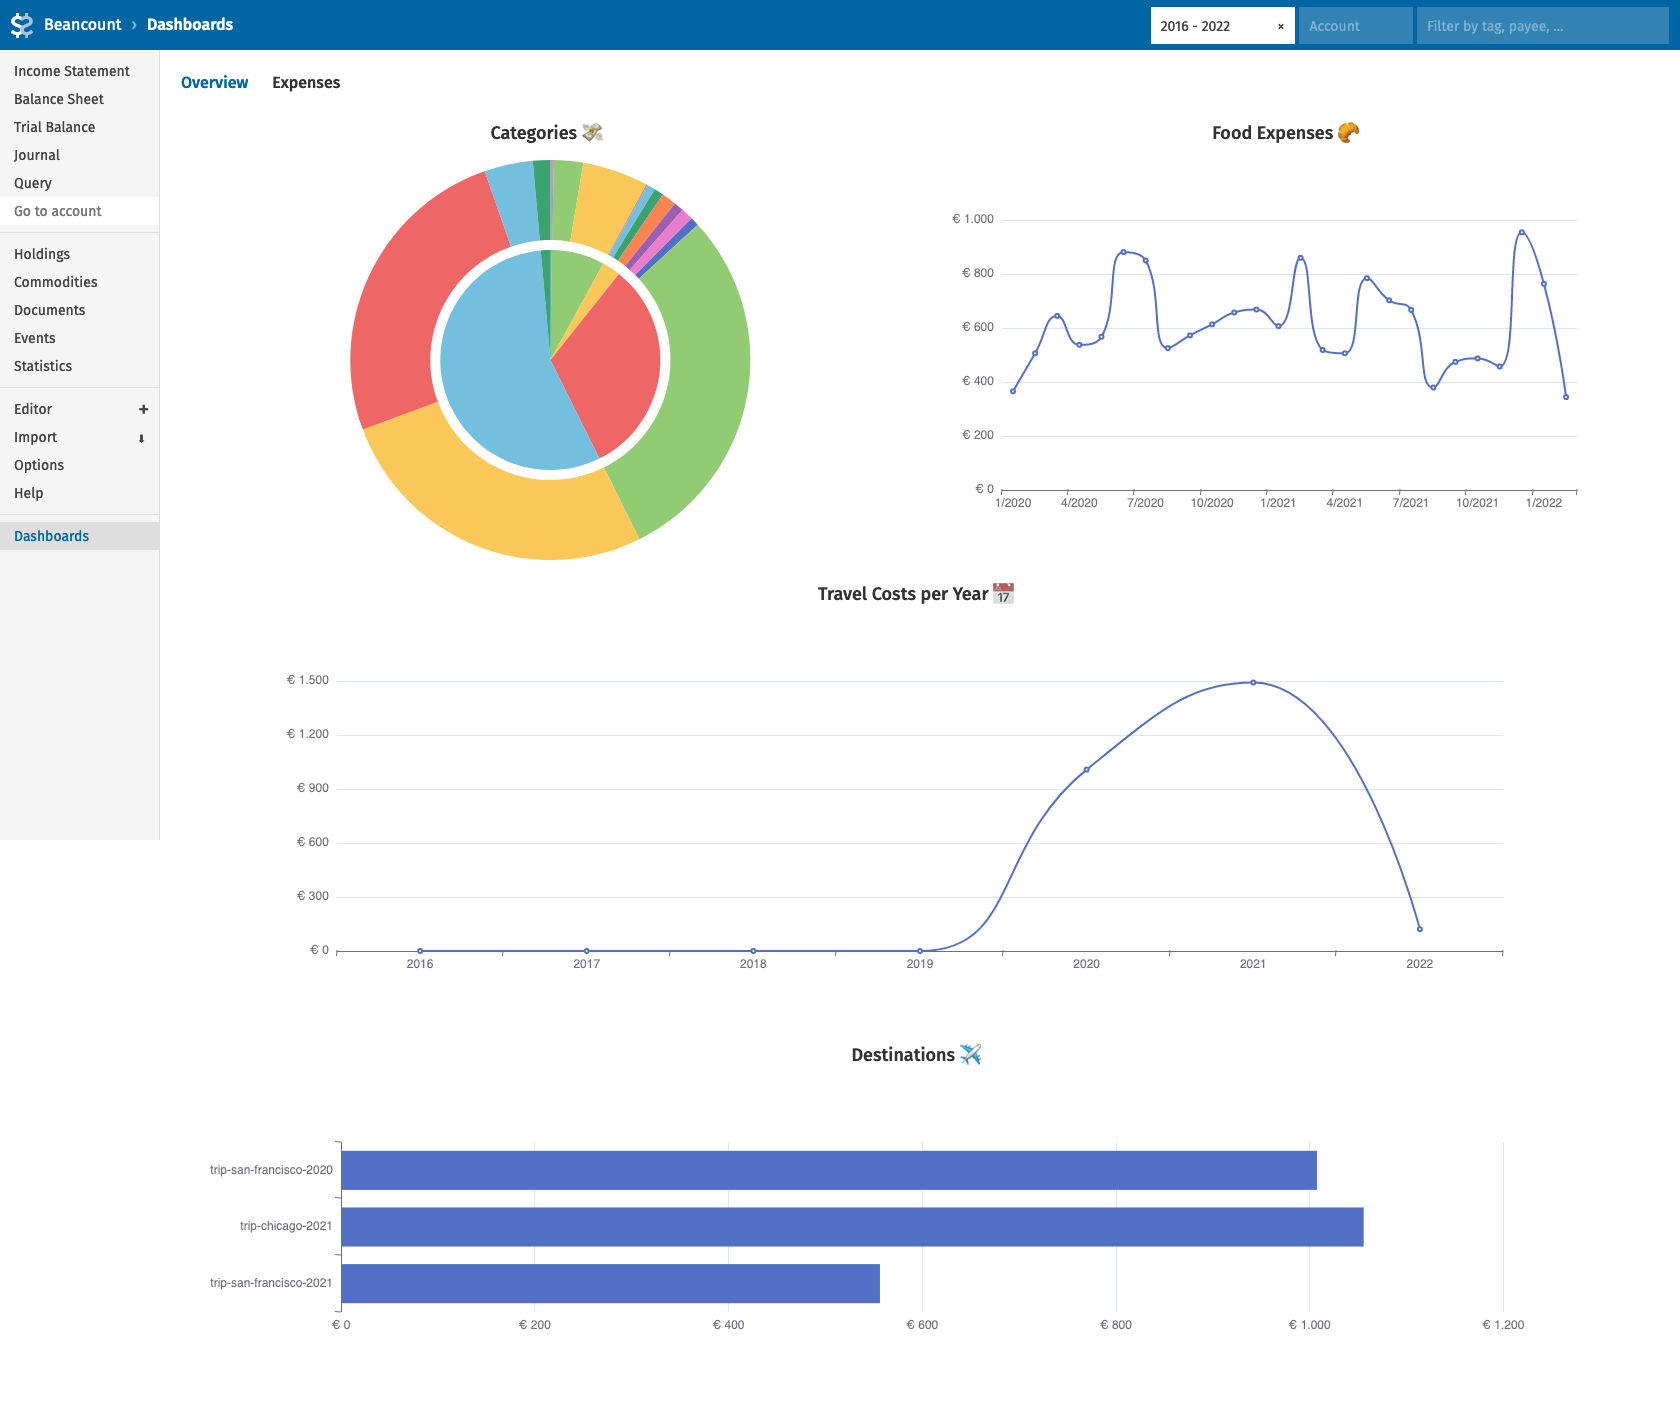 Beancount › Dashboards
2016 - 2022 ×
Account
Filter by tag, payee, ...
Income Statement
Balance Sheet
Trial Balance
Journal
Query
Go to account
Holdings
Commodities
Documents
Events
Statistics
Editor +
Import ⬇
Options
Help
Dashboards
Overview Expenses
Categories 💸
Food Expenses 🥐
€ 1.000
€ 800
€ 600
€ 400
€ 200
€ 0
1/2020 4/2020 7/2020 10/2020 1/2021 4/2021 7/2021 10/2021 1/2022
Travel Costs per Year 📅
€ 1.500
€ 1.200
€ 900
€ 600
€ 300
€ 0
2016 2017 2018 2019 2020 2021 2022
Destinations ✈️
trip-san-francisco-2020
trip-chicago-2021
trip-san-francisco-2021
€ 0 € 200 € 400 € 600 € 800 € 1.000 € 1.200